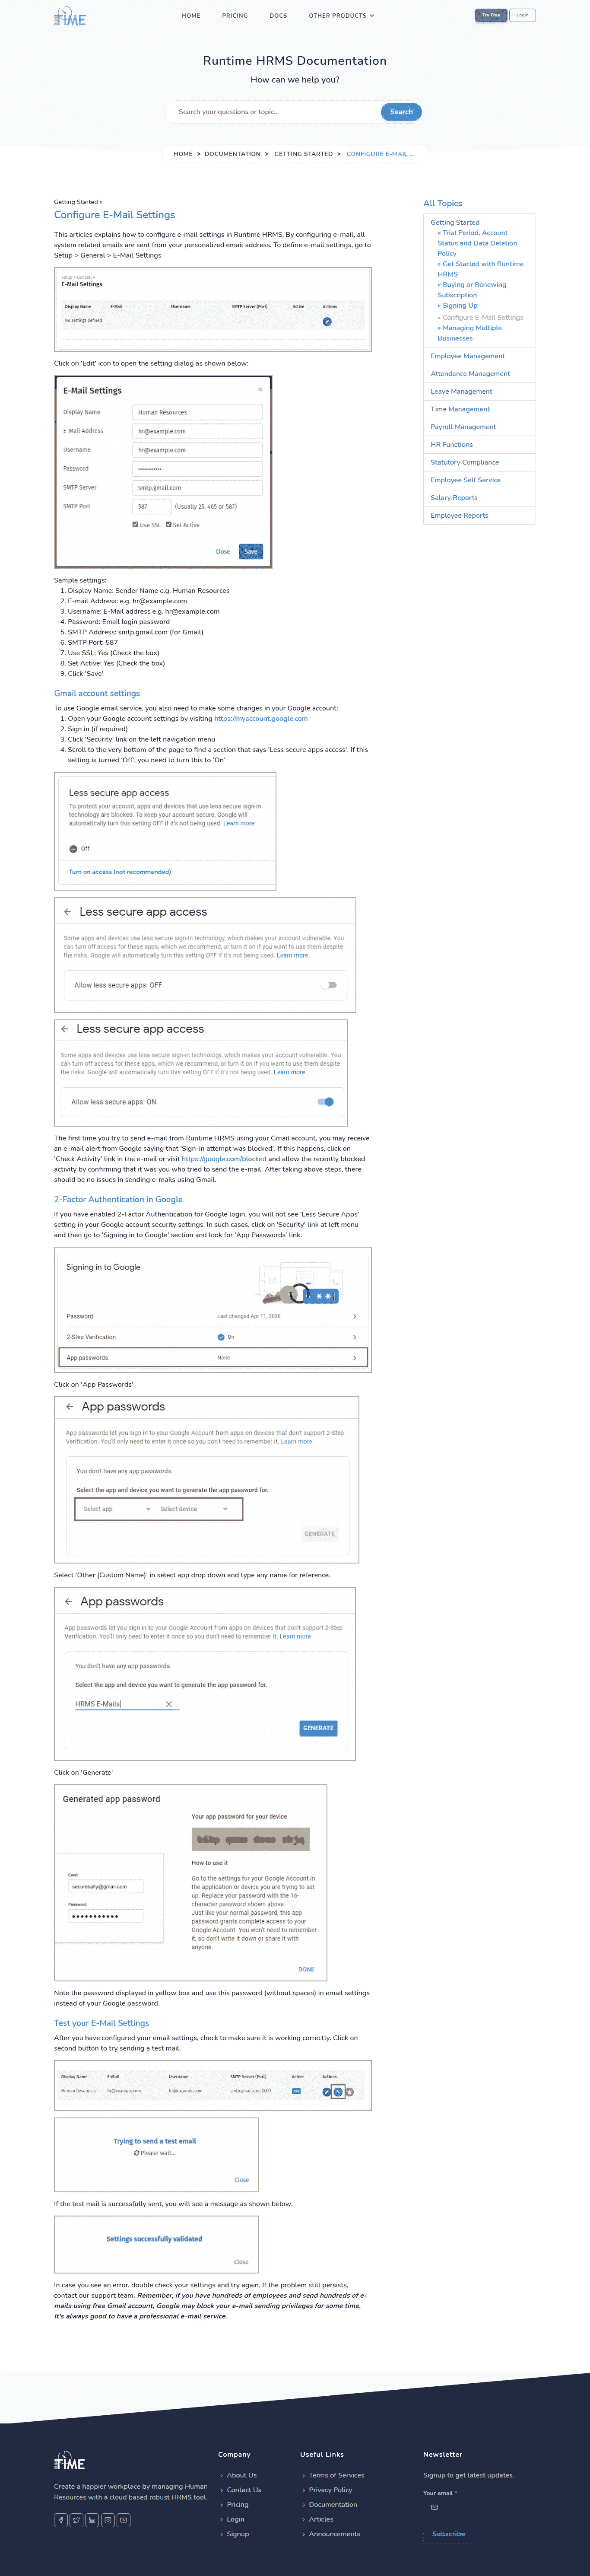 TIME
HOME
PRICING
DOCS
OTHER PRODUCTS
Try Free
Login
Runtime HRMS Documentation
How can we help you?
Search your questions or topic...
Search
HOME > DOCUMENTATION > GETTING STARTED > CONFIGURE E-MAIL ...
Getting Started »
Configure E-Mail Settings
This articles explains how to configure e-mail settings in Runtime HRMS. By configuring e-mail, all
system related emails are sent from your personalized email address. To define e-mail settings, go to
Setup > General > E-Mail Settings
Setup » General »
E-Mail Settings
Display Name E-Mail Username SMTP Server (Port) Active Actions
No settings defined
Click on 'Edit' icon to open the setting dialog as shown below:
E-Mail Settings ×
Display Name Human Resources
E-Mail Address hr@example.com
Username hr@example.com
Password ••••••••••••
SMTP Server smtp.gmail.com
SMTP Port 587 (Usually 25, 465 or 587)
Use SSL Set Active
Close Save
Sample settings:
1. Display Name: Sender Name e.g. Human Resources
2. E-mail Address: e.g. hr@example.com
3. Username: E-Mail address e.g. hr@example.com
4. Password: Email login password
5. SMTP Address: smtp.gmail.com (for Gmail)
6. SMTP Port: 587
7. Use SSL: Yes (Check the box)
8. Set Active: Yes (Check the box)
9. Click 'Save'
Gmail account settings
To use Google email service, you also need to make some changes in your Google account:
1. Open your Google account settings by visiting https://myaccount.google.com
2. Sign in (if required)
3. Click 'Security' link on the left navigation menu
4. Scroll to the very bottom of the page to find a section that says 'Less secure apps access'. If this
setting is turned 'Off', you need to turn this to 'On'
Less secure app access
To protect your account, apps and devices that use less secure sign-in
technology are blocked. To keep your account secure, Google will
automatically turn this setting OFF if it's not being used. Learn more
Off
Turn on access (not recommended)
Less secure app access
Some apps and devices use less secure sign-in technology, which makes your account vulnerable. You
can turn off access for these apps, which we recommend, or turn it on if you want to use them despite
the risks. Google will automatically turn this setting OFF if it's not being used. Learn more
Allow less secure apps: OFF
Less secure app access
Some apps and devices use less secure sign-in technology, which makes your account vulnerable. You
can turn off access for these apps, which we recommend, or turn it on if you want to use them despite
the risks. Google will automatically turn this setting OFF if it's not being used. Learn more
Allow less secure apps: ON
The first time you try to send e-mail from Runtime HRMS using your Gmail account, you may receive
an e-mail alert from Google saying that 'Sign-in attempt was blocked'. If this happens, click on
'Check Activity' link in the e-mail or visit https://google.com/blocked and allow the recently blocked
activity by confirming that it was you who tried to send the e-mail. After taking above steps, there
should be no issues in sending e-mails using Gmail.
2-Factor Authentication in Google
If you have enabled 2-Factor Authentication for Google login, you will not see 'Less Secure Apps'
setting in your Google account security settings. In such cases, click on 'Security' link at left menu
and then go to 'Signing in to Google' section and look for 'App Passwords' link.
Signing in to Google
Password Last changed Apr 11, 2020
2-Step Verification On
App passwords None
Click on 'App Passwords'
App passwords
App passwords let you sign in to your Google Account from apps on devices that don't support 2-Step
Verification. You'll only need to enter it once so you don't need to remember it. Learn more
You don't have any app passwords.
Select the app and device you want to generate the app password for.
Select app Select device
GENERATE
Select 'Other (Custom Name)' in select app drop down and type any name for reference.
App passwords
App passwords let you sign in to your Google Account from apps on devices that don't support 2-Step
Verification. You'll only need to enter it once so you don't need to remember it. Learn more
You don't have any app passwords.
Select the app and device you want to generate the app password for.
HRMS E-Mails
GENERATE
Click on 'Generate'
Generated app password
Your app password for your device
How to use it
Go to the settings for your Google Account in
the application or device you are trying to set
up. Replace your password with the 16-
character password shown above.
Just like your normal password, this app
password grants complete access to your
Google Account. You won't need to remember
it, so don't write it down or share it with
anyone.
Email
securesally@gmail.com
Password
•••••••••••
DONE
Note the password displayed in yellow box and use this password (without spaces) in email settings
instead of your Google password.
Test your E-Mail Settings
After you have configured your email settings, check to make sure it is working correctly. Click on
second button to try sending a test mail.
Display Name E-Mail Username SMTP Server (Port) Active Actions
Human Resources hr@example.com hr@example.com smtp.gmail.com (587) Yes
Trying to send a test email
Please wait...
Close
If the test mail is successfully sent, you will see a message as shown below:
Settings successfully validated
Close
In case you see an error, double check your settings and try again. If the problem still persists,
contact our support team. Remember, if you have hundreds of employees and send hundreds of e-
mails using free Gmail account, Google may block your e-mail sending privileges for some time.
It's always good to have a professional e-mail service.
All Topics
Getting Started
» Trial Period, Account
Status and Data Deletion
Policy
» Get Started with Runtime
HRMS
» Buying or Renewing
Subscription
» Signing Up
» Configure E-Mail Settings
» Managing Multiple
Businesses
Employee Management
Attendance Management
Leave Management
Time Management
Payroll Management
HR Functions
Statutory Compliance
Employee Self Service
Salary Reports
Employee Reports
TIME
Create a happier workplace by managing Human
Resources with a cloud based robust HRMS tool.
Company
About Us
Contact Us
Pricing
Login
Signup
Useful Links
Terms of Services
Privacy Policy
Documentation
Articles
Announcements
Newsletter
Signup to get latest updates.
Your email *
Subscribe